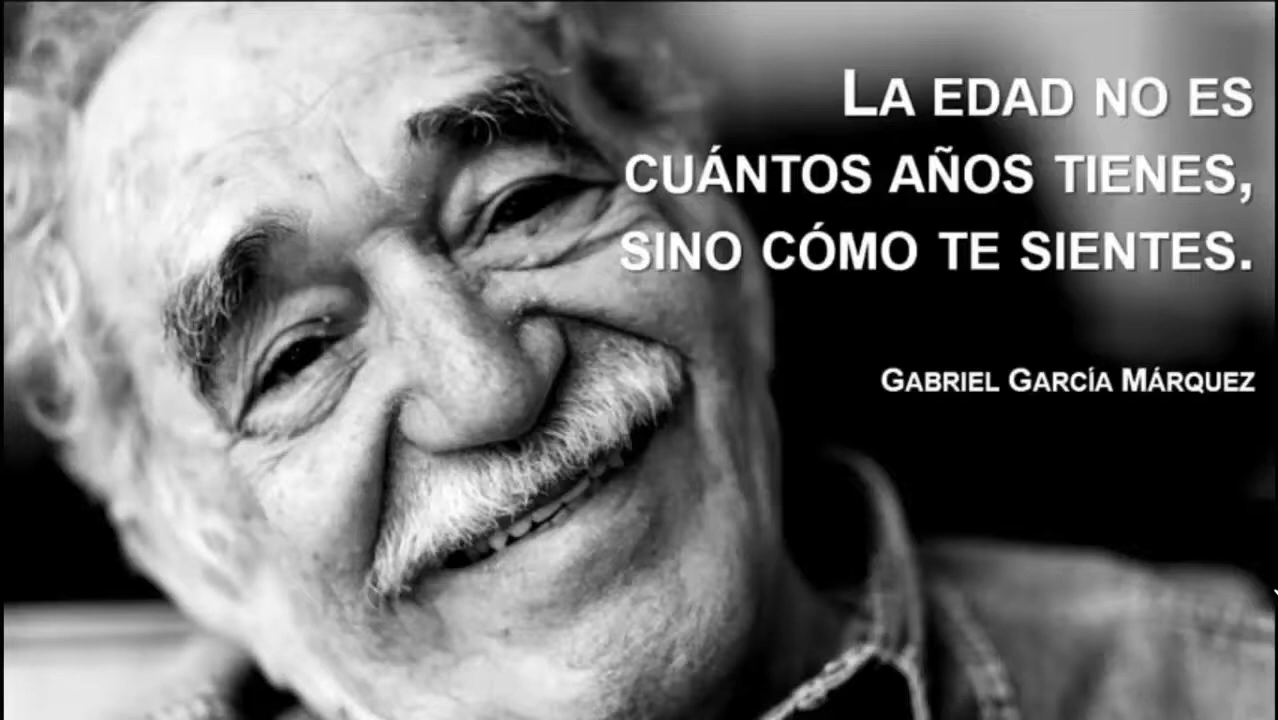 La edad no es
cuántos años tienes,
sino cómo te sientes.
Gabriel García Márquez